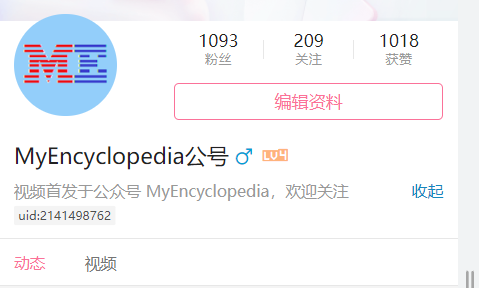 ME
1093 209 1018
粉丝 关注 获赞
编辑资料
MyEncyclopedia公号 LV4
视频首发于公众号 MyEncyclopedia，欢迎关注 收起
uid:2141498762
动态 视频